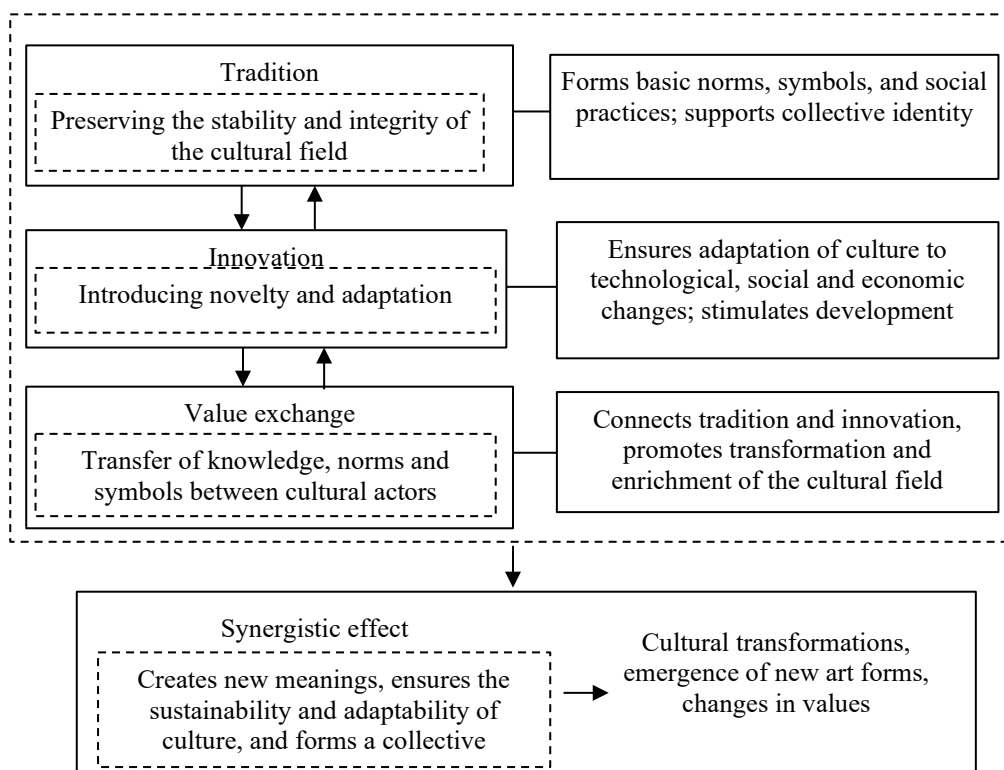 Tradition
Preserving the stability and integrity of
the cultural field
Forms basic norms, symbols, and social
practices; supports collective identity
Innovation
Introducing novelty and adaptation
Ensures adaptation of culture to
technological, social and economic
changes; stimulates development
Value exchange
Transfer of knowledge, norms and
symbols between cultural actors
Connects tradition and innovation,
promotes transformation and
enrichment of the cultural field
Synergistic effect
Creates new meanings, ensures the
sustainability and adaptability of
culture, and forms a collective
Cultural transformations,
emergence of new art forms,
changes in values